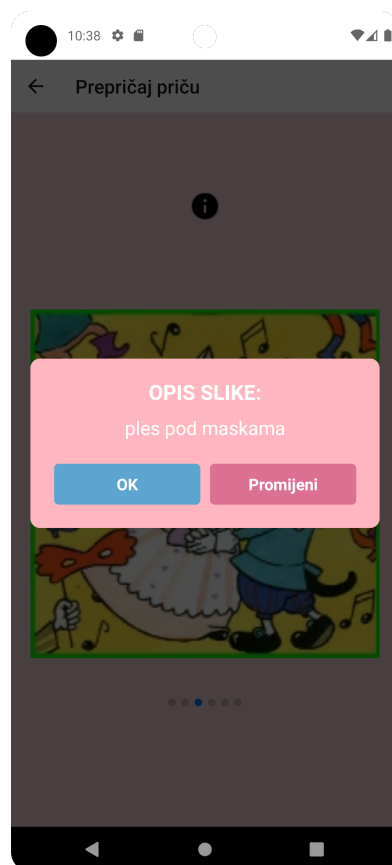 10:38
Prepričaj priču
OPIS SLIKE:
ples pod maskama
OK
Promijeni